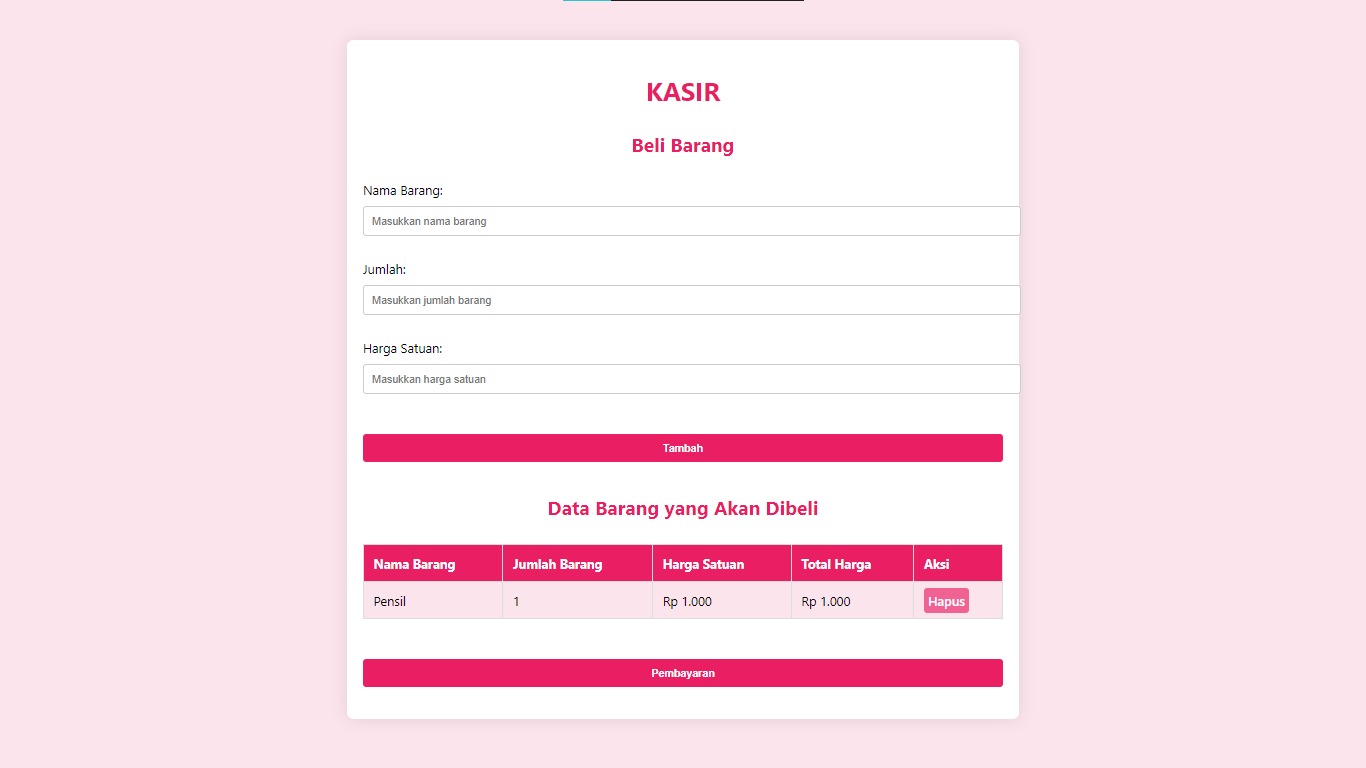 KASIR
Beli Barang
Nama Barang:
Masukkan nama barang
Jumlah:
Masukkan jumlah barang
Harga Satuan:
Masukkan harga satuan
Tambah
Data Barang yang Akan Dibeli
Nama Barang Jumlah Barang Harga Satuan Total Harga Aksi
Pensil 1 Rp 1.000 Rp 1.000 Hapus
Pembayaran